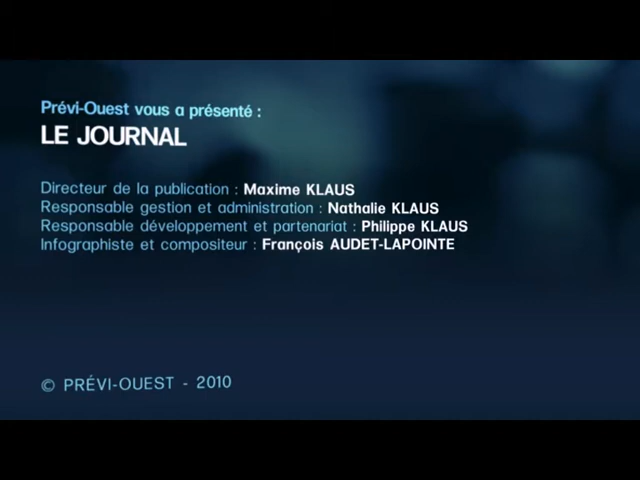 Prévi-Ouest vous a présenté :
LE JOURNAL
Directeur de la publication : Maxime KLAUS
Responsable gestion et administration : Nathalie KLAUS
Responsable développement et partenariat : Philippe KLAUS
Infographiste et compositeur : François AUDET-LAPOINTE
© PRÉVI-OUEST - 2010